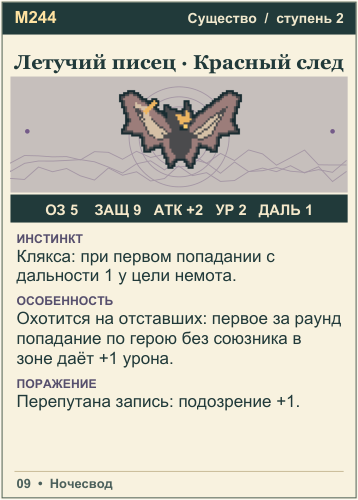 M244
Существо / ступень 2
Летучий писец · Красный след
ОЗ 5 ЗАЩ 9 АТК +2 УР 2 ДАЛЬ 1
ИНСТИНКТ
Клякса: при первом попадании с
дальности 1 у цели немота.
ОСОБЕННОСТЬ
Охотится на отставших: первое за раунд
попадание по герою без союзника в
зоне даёт +1 урона.
ПОРАЖЕНИЕ
Перепутана запись: подозрение +1.
09 • Ночесвод